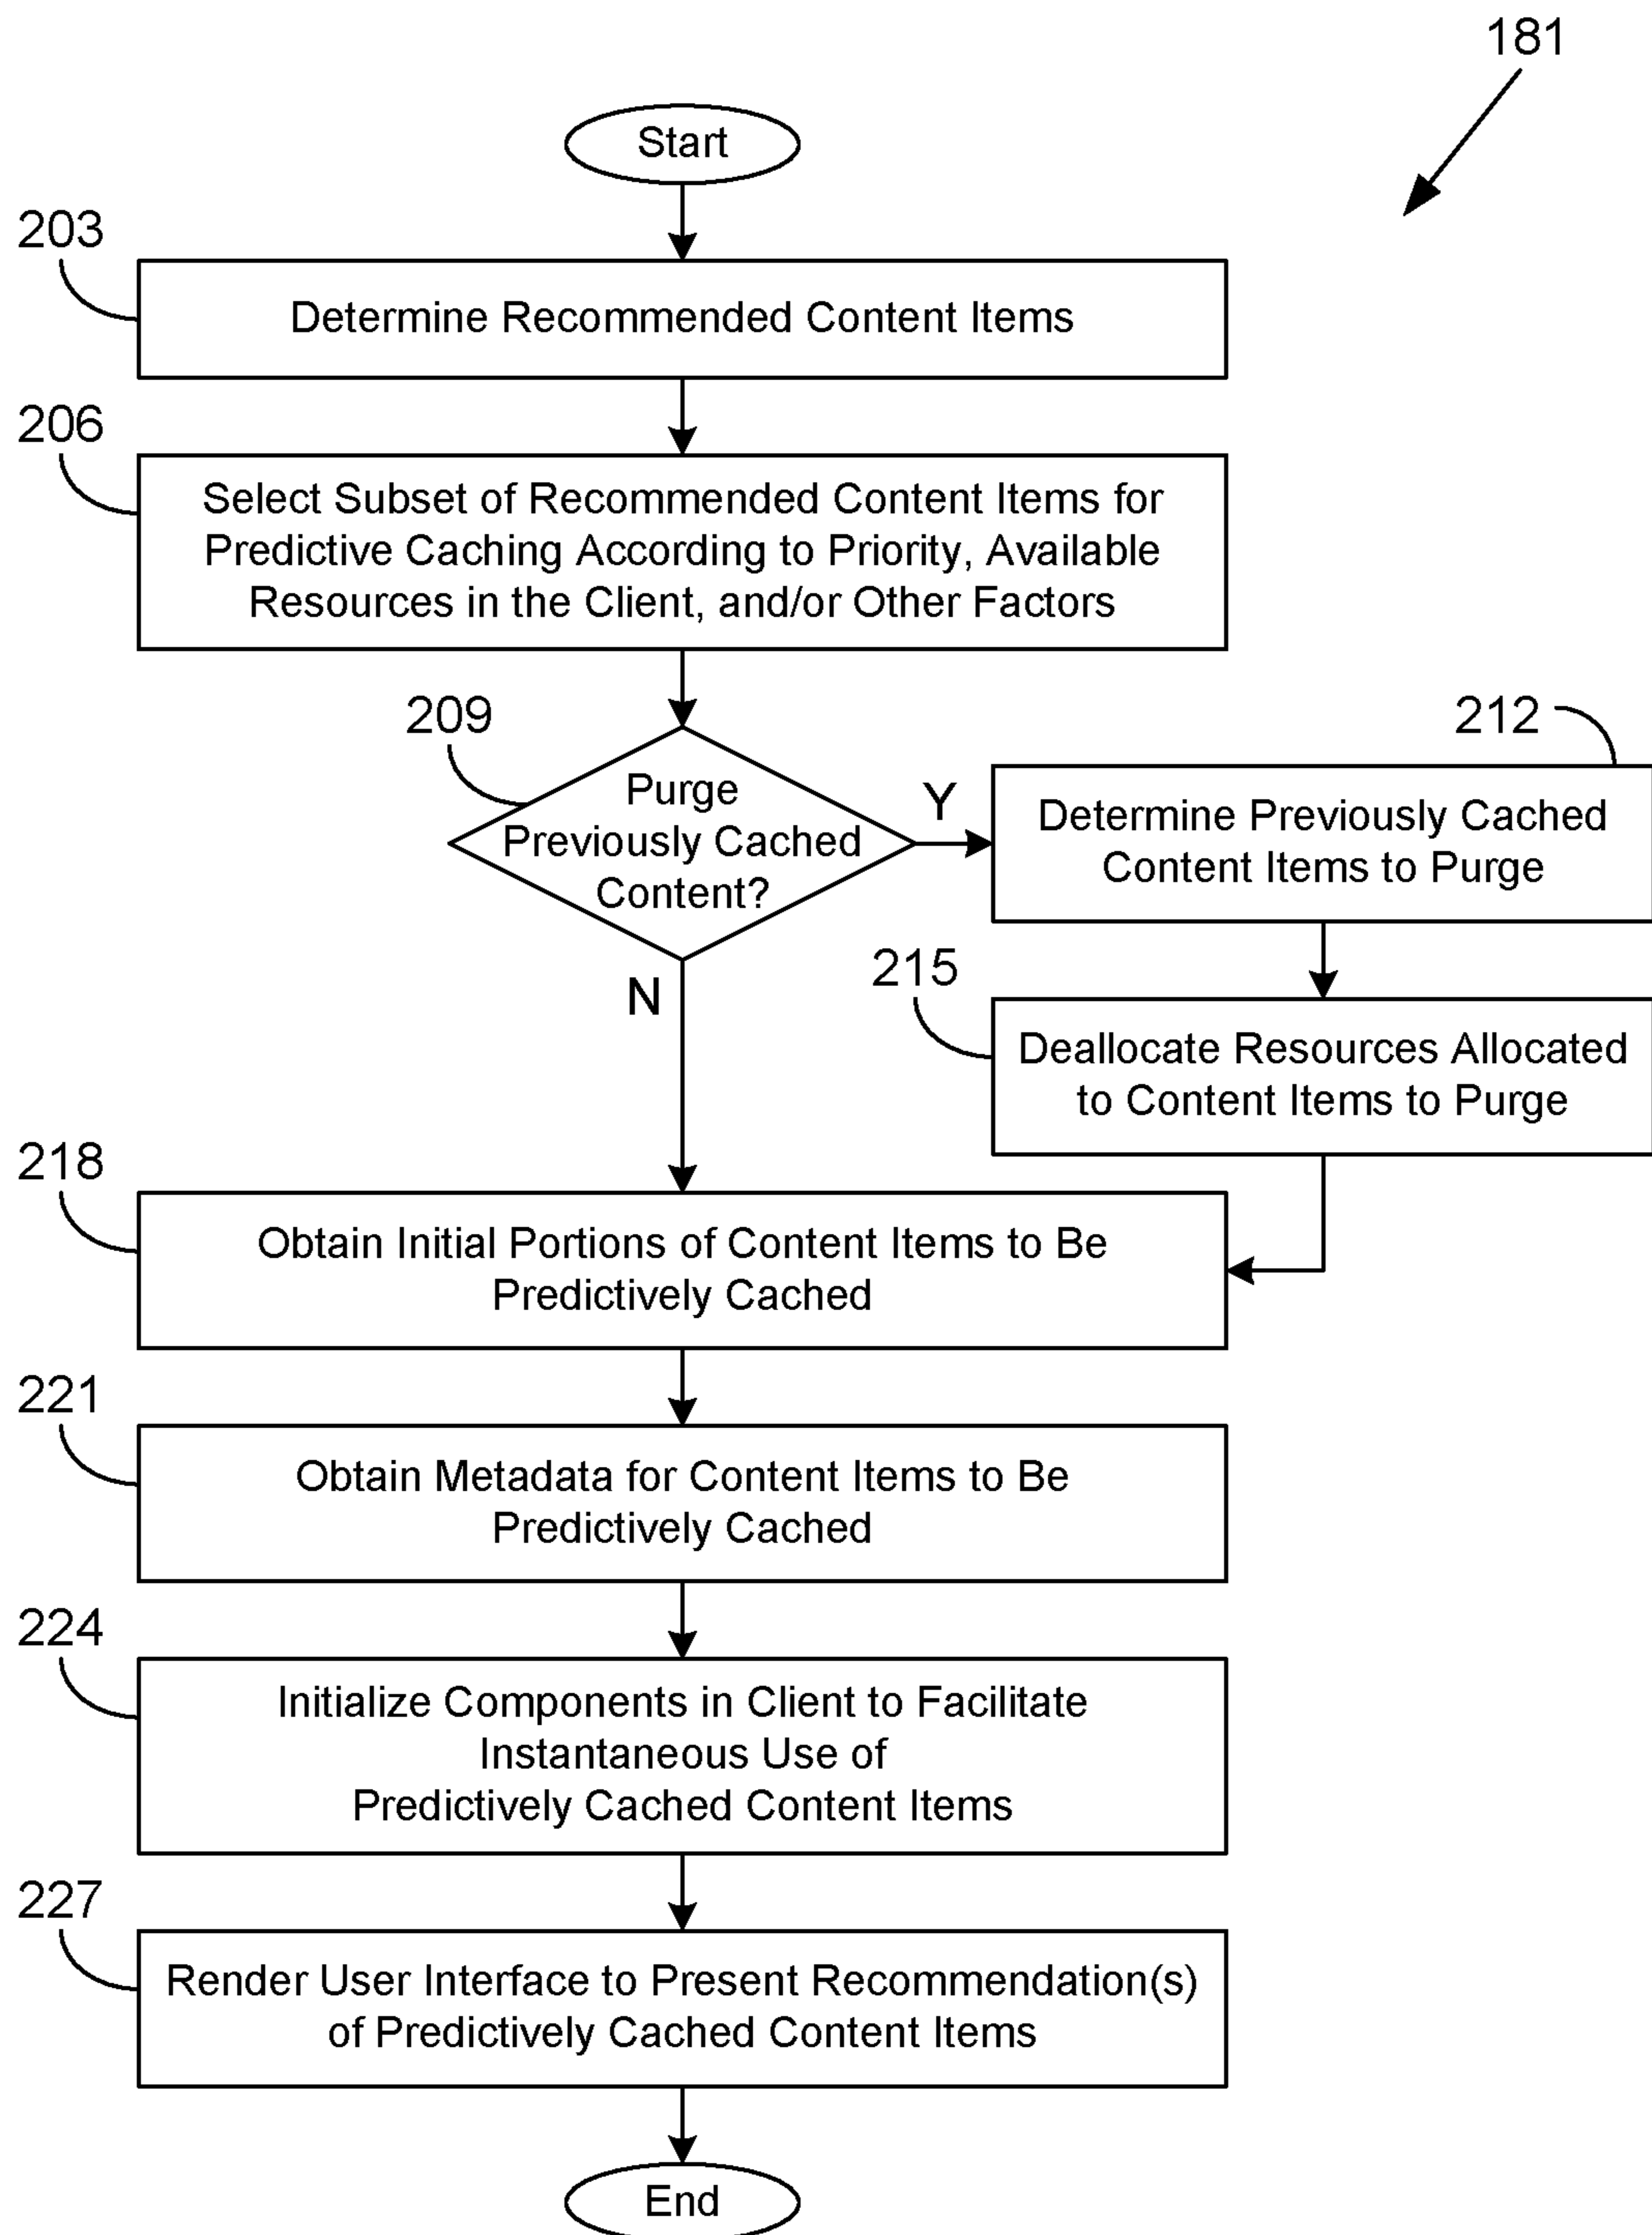 181
Start
203
Determine Recommended Content Items
206
Select Subset of Recommended Content Items for
Predictive Caching According to Priority, Available
Resources in the Client, and/or Other Factors
209
Purge
Previously Cached
Content?
Y
N
212
Determine Previously Cached
Content Items to Purge
215
Deallocate Resources Allocated
to Content Items to Purge
218
Obtain Initial Portions of Content Items to Be
Predictively Cached
221
Obtain Metadata for Content Items to Be
Predictively Cached
224
Initialize Components in Client to Facilitate
Instantaneous Use of
Predictively Cached Content Items
227
Render User Interface to Present Recommendation(s)
of Predictively Cached Content Items
End